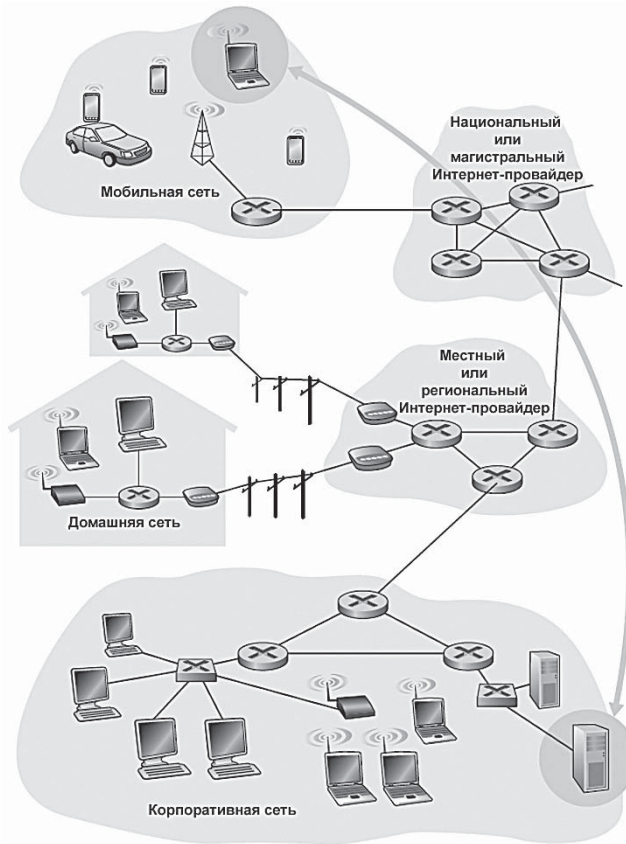 Мобильная сеть
Национальный
или
магистральный
Интернет-провайдер
Местный
или
региональный
Интернет-провайдер
Домашняя сеть
Корпоративная сеть